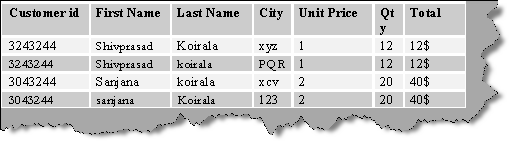 Customer id First Name Last Name City Unit Price Qty Total
3243244 Shivprasad Koirala xyz 1 12 12$
3243244 Shivprasad koirala PQR 1 12 12$
3043244 Sanjana koirala xcv 2 20 40$
3043244 sanjana Koirala 123 2 20 40$